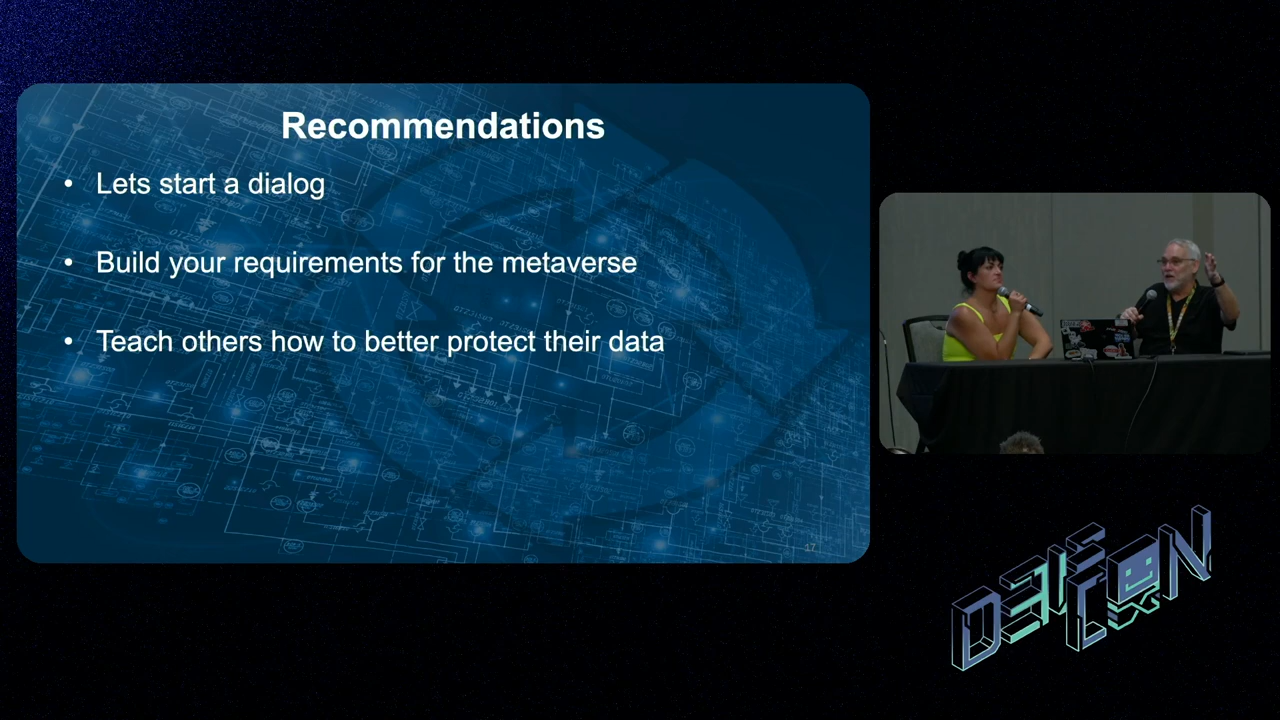 Recommendations
• Lets start a dialog
• Build your requirements for the metaverse
• Teach others how to better protect their data
17
DEF
CON